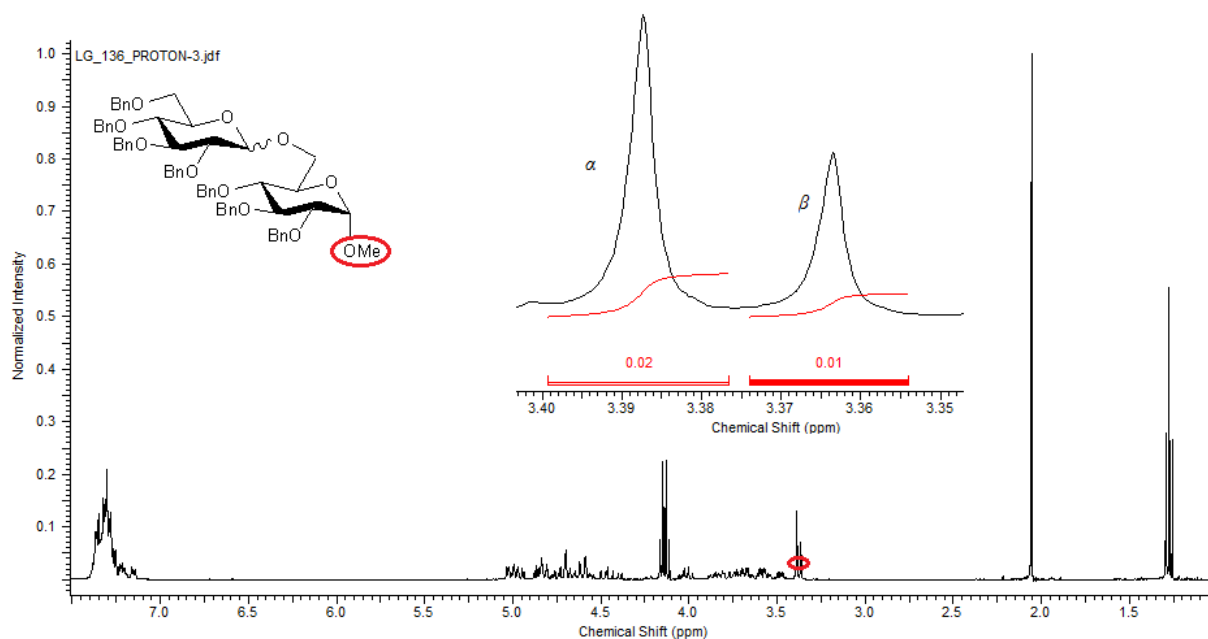 LG_136_PROTON-3.jdf
Normalized Intensity
1.0
0.9
0.8
0.7
0.6
0.5
0.4
0.3
0.2
0.1
BnO
O
BnO
BnO
O
BnO
BnO
O
BnO
BnO
OMe
α
β
0.02
0.01
3.40 3.39 3.38 3.37 3.36 3.35
Chemical Shift (ppm)
7.0 6.5 6.0 5.5 5.0 4.5 4.0 3.5 3.0 2.5 2.0 1.5
Chemical Shift (ppm)